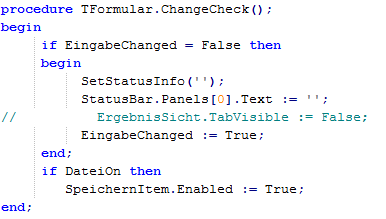 procedure TFormular.ChangeCheck();
begin
     if EingabeChanged = False then
     begin
          SetStatusInfo('');
          StatusBar.Panels[0].Text := '';
//          ErgebnisSicht.TabVisible := False;
          EingabeChanged := True;
     end;
     if DateiOn then
        SpeichernItem.Enabled := True;
end;